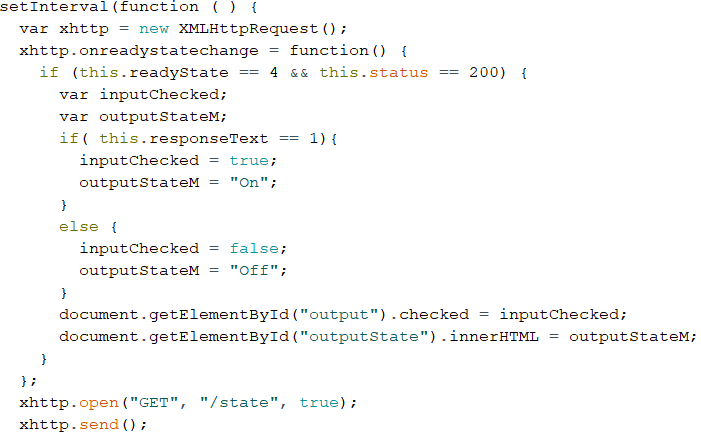 setInterval(function ( ) {
  var xhttp = new XMLHttpRequest();
  xhttp.onreadystatechange = function() {
    if (this.readyState == 4 && this.status == 200) {
      var inputChecked;
      var outputStateM;
      if( this.responseText == 1){
        inputChecked = true;
        outputStateM = "On";
      }
      else {
        inputChecked = false;
        outputStateM = "Off";
      }
      document.getElementById("output").checked = inputChecked;
      document.getElementById("outputState").innerHTML = outputStateM;
    }
  };
  xhttp.open("GET", "/state", true);
  xhttp.send();